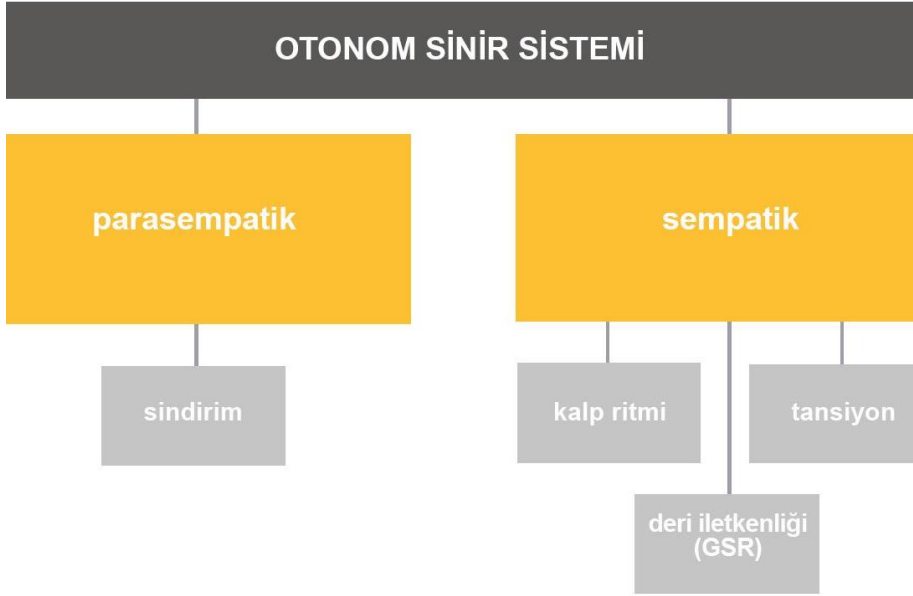 OTONOM SİNİR SİSTEMİ
parasempatik
sempatik
sindirim
kalp ritmi
tansiyon
deri iletkenliği
(GSR)